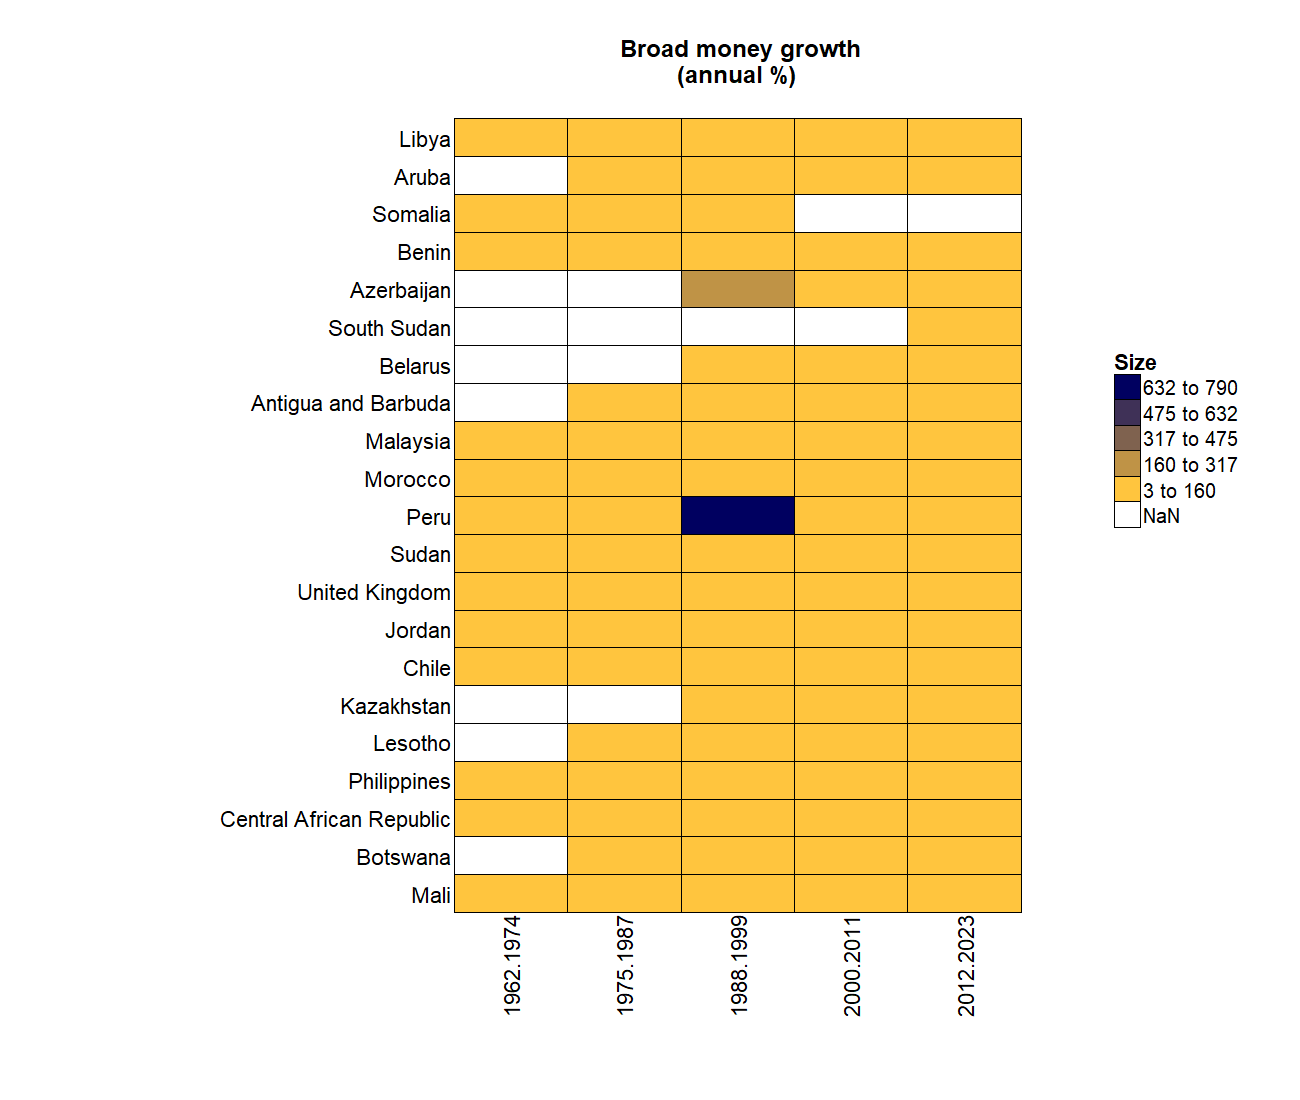 Broad money growth
(annual %)
Libya
Aruba
Somalia
Benin
Azerbaijan
South Sudan
Belarus
Antigua and Barbuda
Malaysia
Morocco
Peru
Sudan
United Kingdom
Jordan
Chile
Kazakhstan
Lesotho
Philippines
Central African Republic
Botswana
Mali
1962.1974
1975.1987
1988.1999
2000.2011
2012.2023
Size
632 to 790
475 to 632
317 to 475
160 to 317
3 to 160
NaN